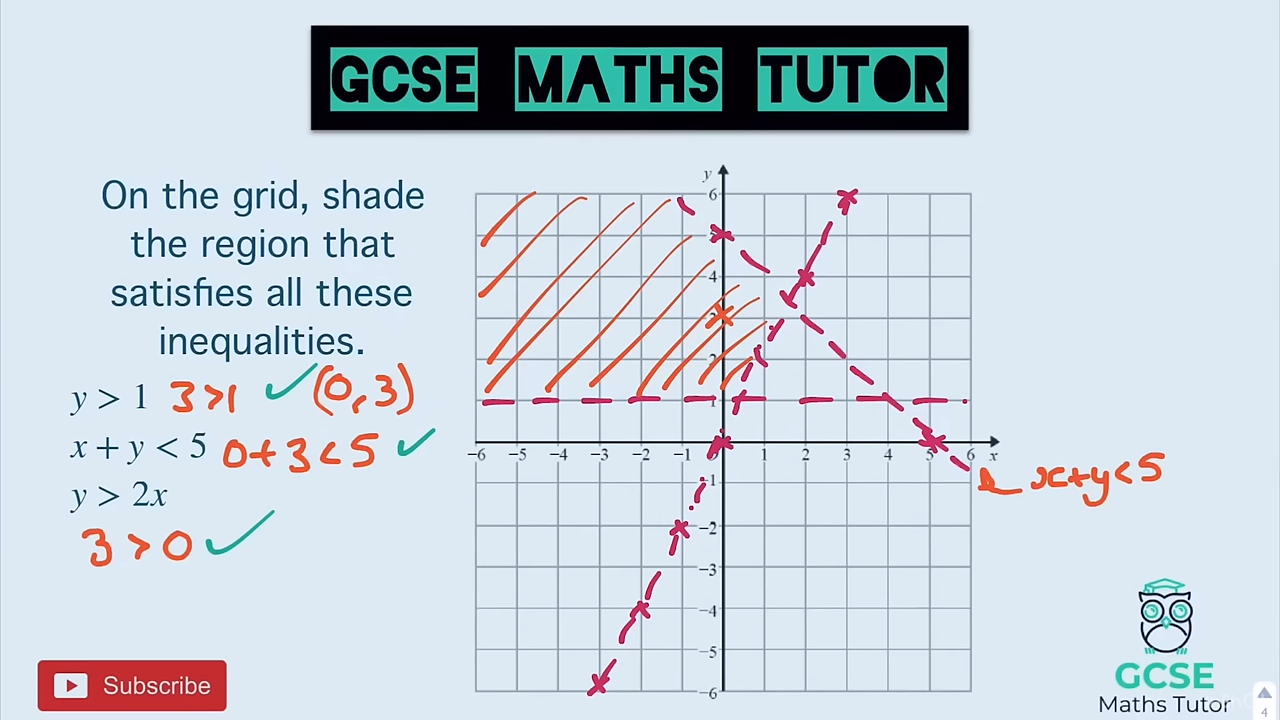 GCSE MATHS TUTOR
On the grid, shade
the region that
satisfies all these
inequalities.
y > 1 3>1 ✓ (0,3)
x + y < 5 0+3<5 ✓
y > 2x
3>0 ✓
y
6
4
2
1
-6 -5 -4 -3 -2 -1 1 2 3 4 5 6 x
-1
-2
-3
-4
-5
-6
x+y<5
Subscribe
GCSE
Maths Tutor
4